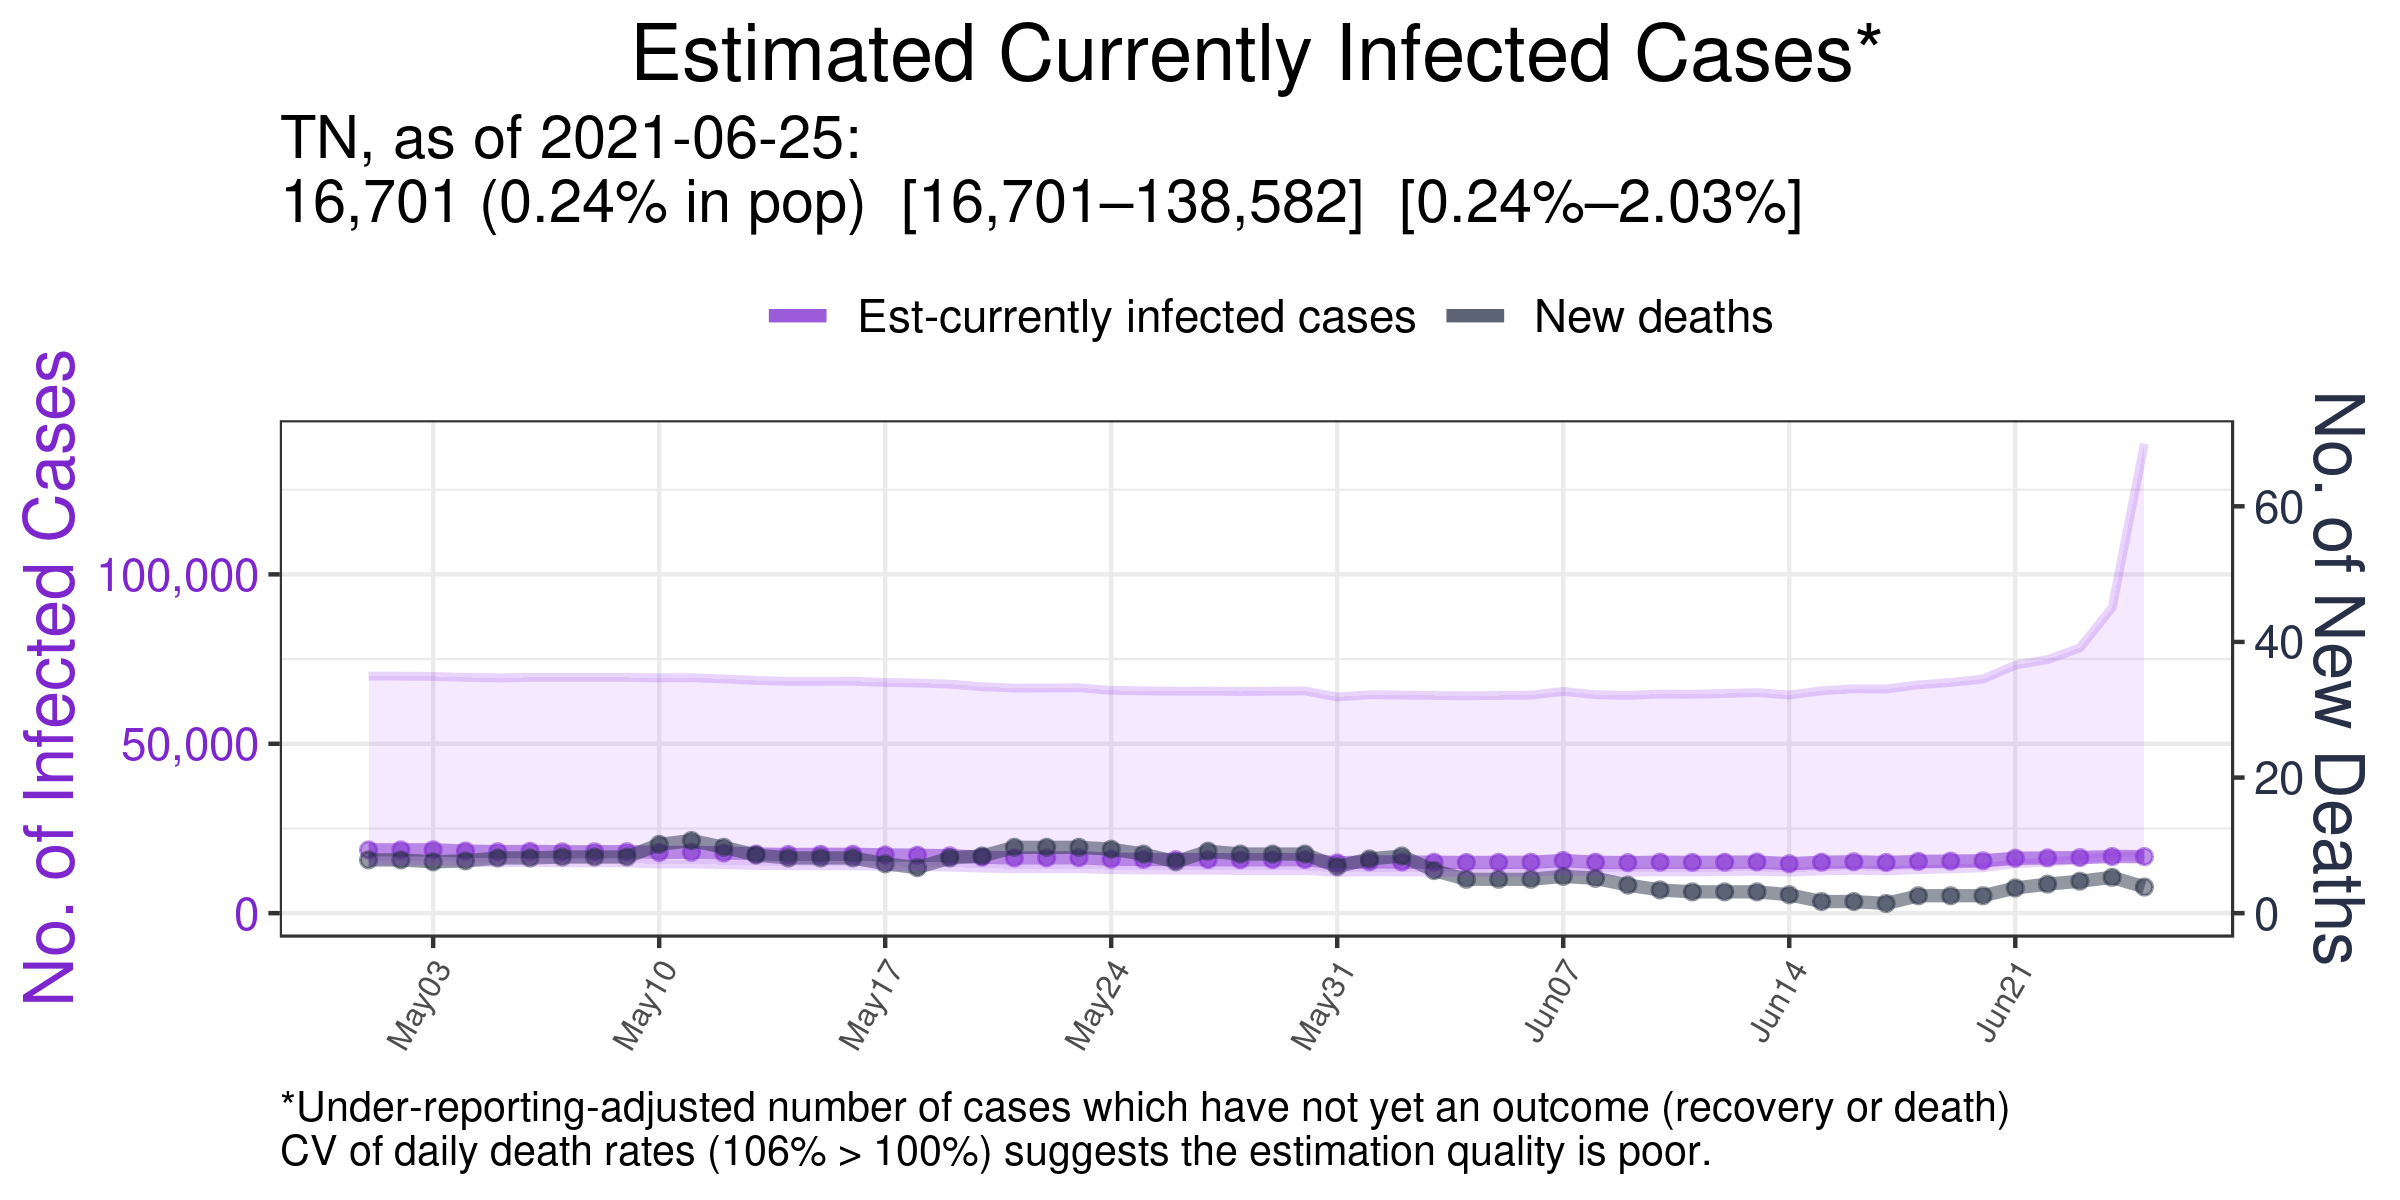 Estimated Currently Infected Cases*
TN, as of 2021-06-25:
16,701 (0.24% in pop)  [16,701–138,582]  [0.24%–2.03%]
Est-currently infected cases
New deaths
No. of Infected Cases
100,000
50,000
0
No. of New Deaths
60
40
20
0
May03
May10
May17
May24
May31
Jun07
Jun14
Jun21
*Under-reporting-adjusted number of cases which have not yet an outcome (recovery or death)
CV of daily death rates (106% > 100%) suggests the estimation quality is poor.